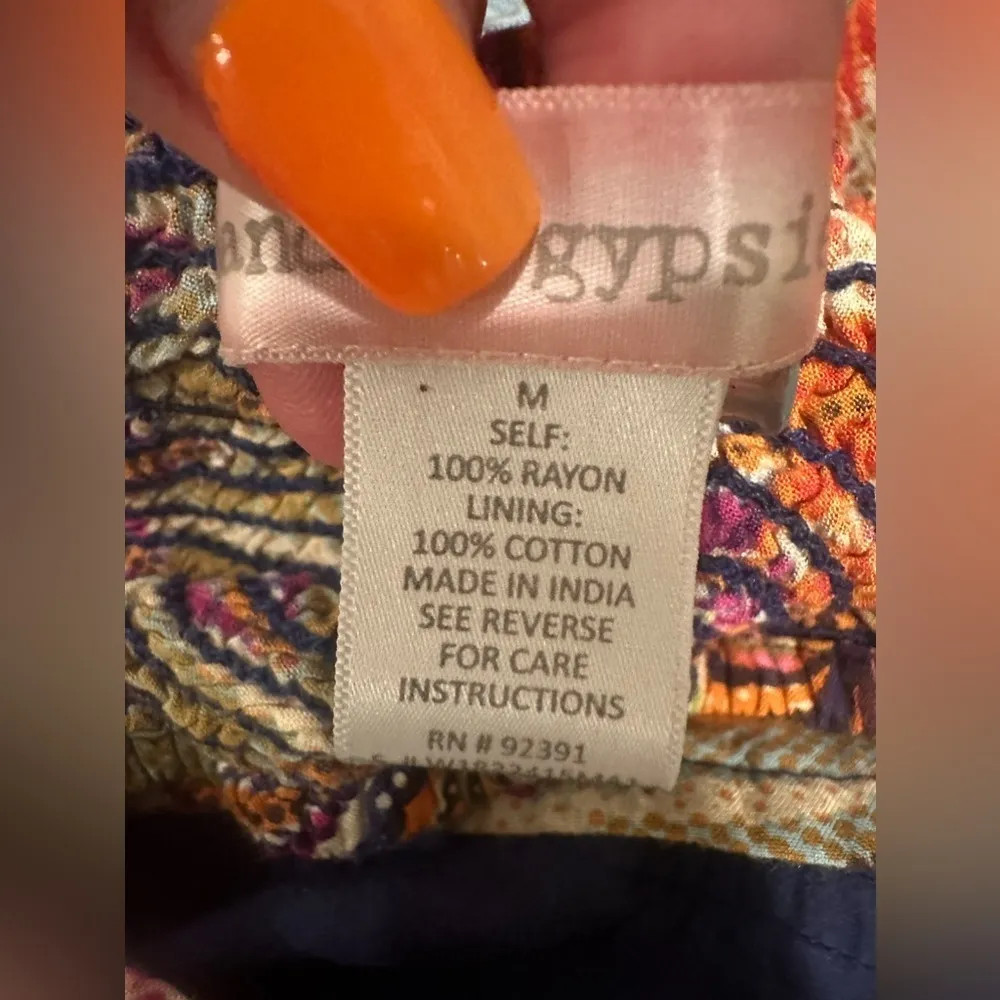 gypsi
M
SELF:
100% RAYON
LINING:
100% COTTON
MADE IN INDIA
SEE REVERSE
FOR CARE
INSTRUCTIONS
RN # 92391